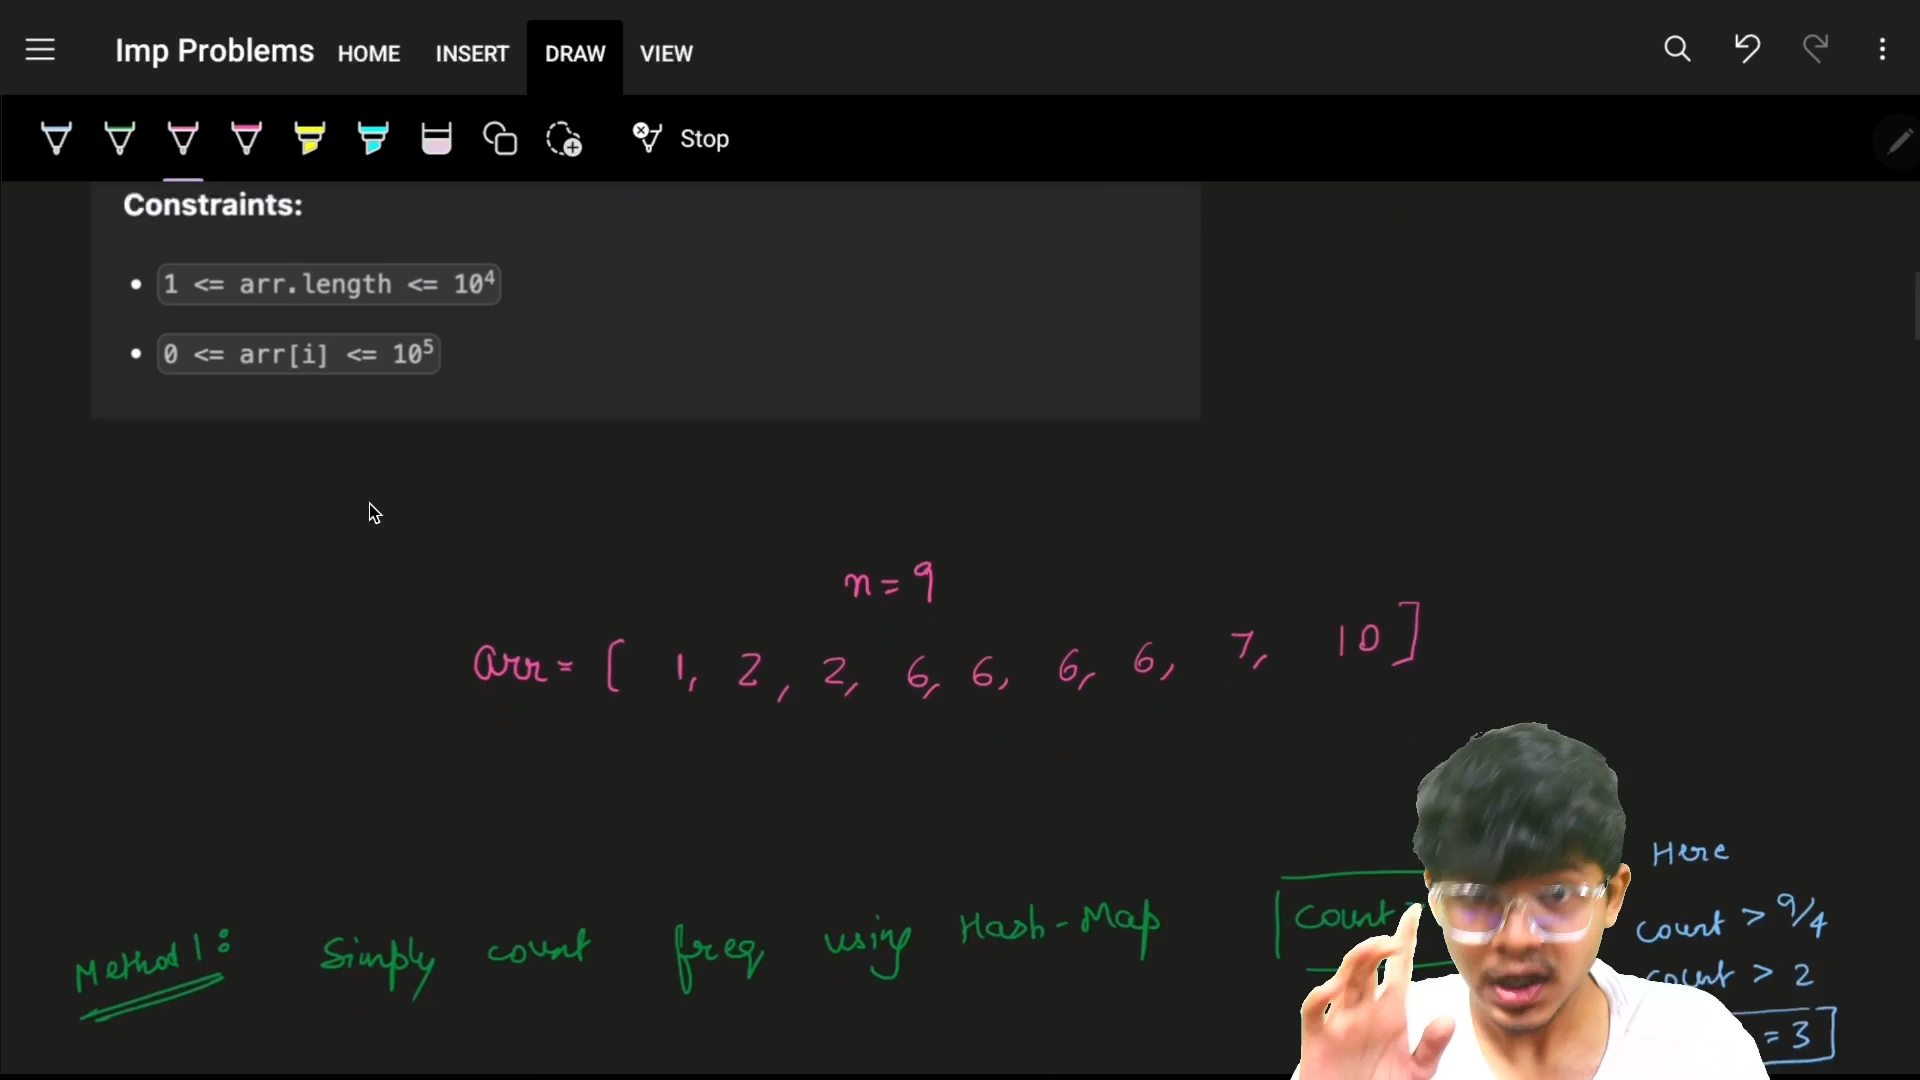 Imp Problems HOME INSERT DRAW VIEW
Stop
Constraints:
1 <= arr.length <= 10⁴
0 <= arr[i] <= 10⁵
n = 9
arr = [ 1, 2, 2, 6, 6, 6, 6, 7, 10 ]
Method 1: Simply count freq using Hash-Map
count
Here
count > 9/4
count > 2
= 3